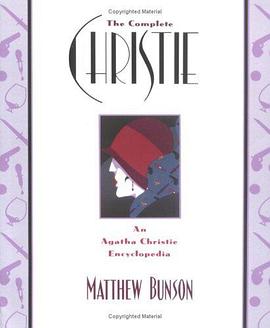 Copyrighted Material
The Complete
CHRISTIE
An
Agatha Christie
Encyclopedia
MATTHEW BUNSON
Copyrighted Material